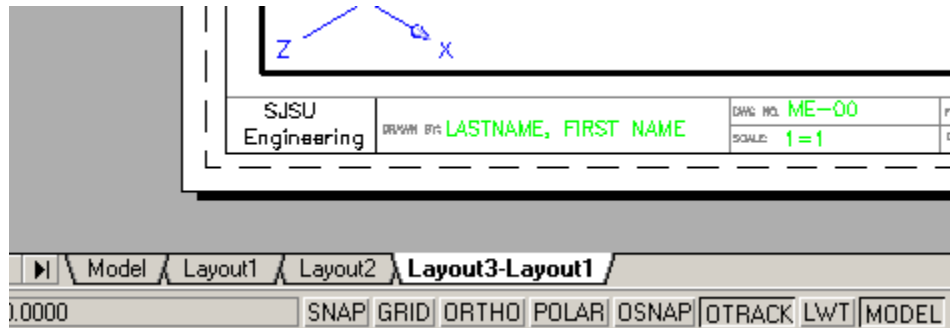 Z X
SJSU
Engineering
DRAWN BY: LASTNAME, FIRST NAME
DWG NO. ME-00
SCALE: 1=1
Model Layout1 Layout2 Layout3-Layout1
0.0000 SNAP GRID ORTHO POLAR OSNAP OTRACK LWT MODEL